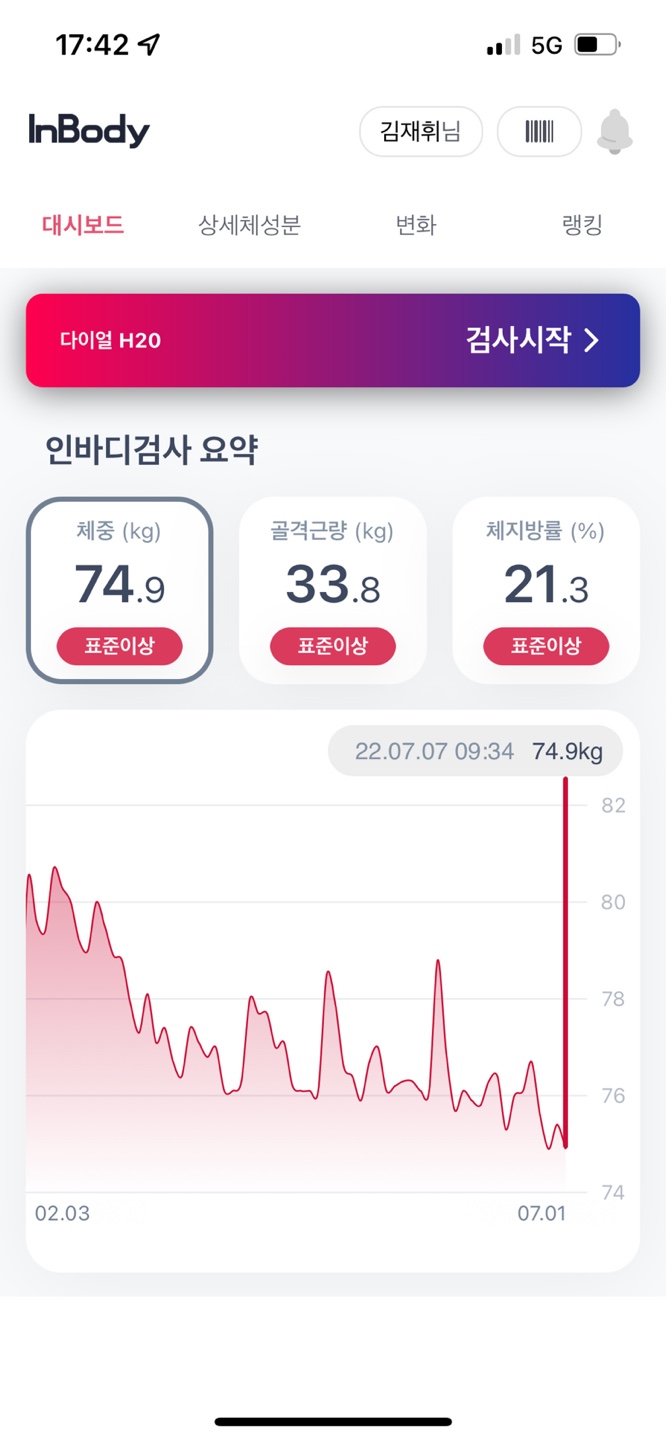 17:42 5G
InBody 김재휘님
대시보드 상세체성분 변화 랭킹
다이얼 H20 검사시작
인바디검사 요약
체중 (kg) 골격근량 (kg) 체지방률 (%)
74.9 33.8 21.3
표준이상 표준이상 표준이상
22.07.07 09:34 74.9kg
82
80
78
76
74
02.03 07.01